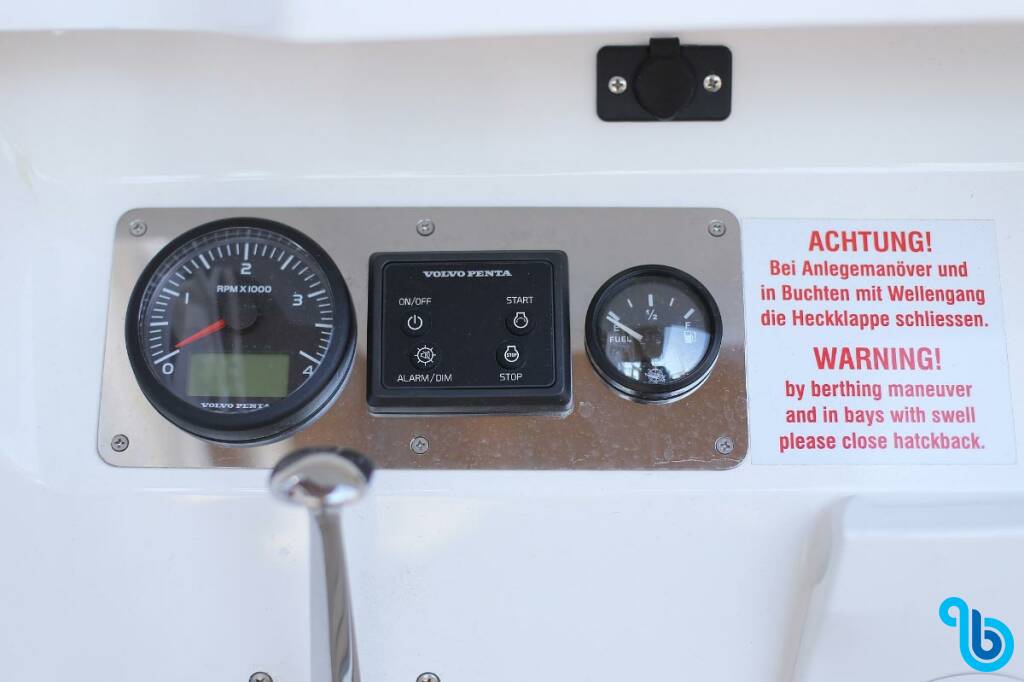 2
1
3
RPM X 1000
0
4
VOLVO PENTA
VOLVO PENTA
ON/OFF
START
STOP
ALARM/DIM
STOP
1/2
E
F
FUEL
ACHTUNG!
Bei Anlegemanöver und
in Buchten mit Wellengang
die Heckklappe schliessen.
WARNING!
by berthing maneuver
and in bays with swell
please close hatckback.
b